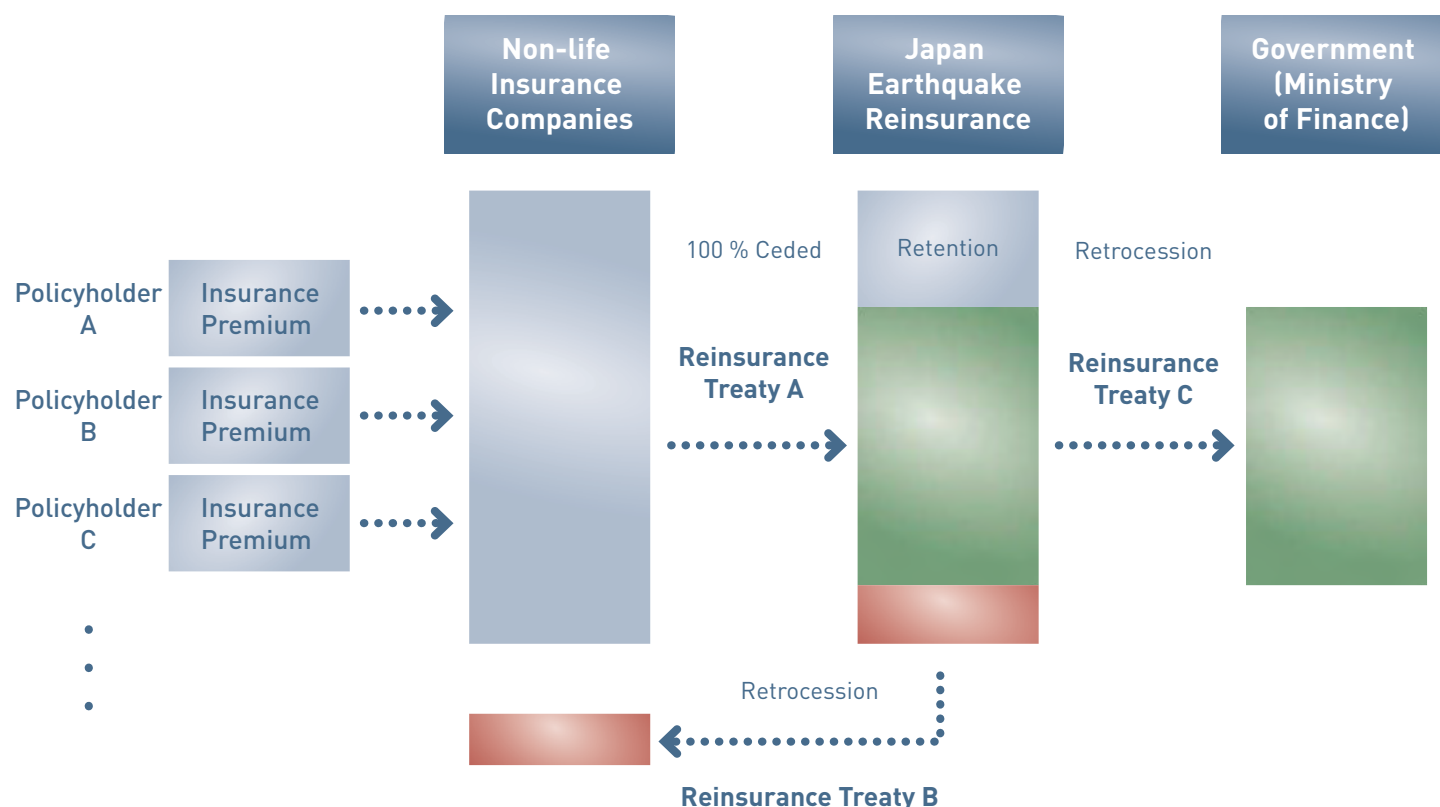 Non-life
Insurance
Companies
Japan
Earthquake
Reinsurance
Government
(Ministry
of Finance)
Policyholder
A
Insurance
Premium
Policyholder
B
Insurance
Premium
Policyholder
C
Insurance
Premium
100 % Ceded
Reinsurance
Treaty A
Retention
Retrocession
Reinsurance
Treaty C
Retrocession
Reinsurance Treaty B